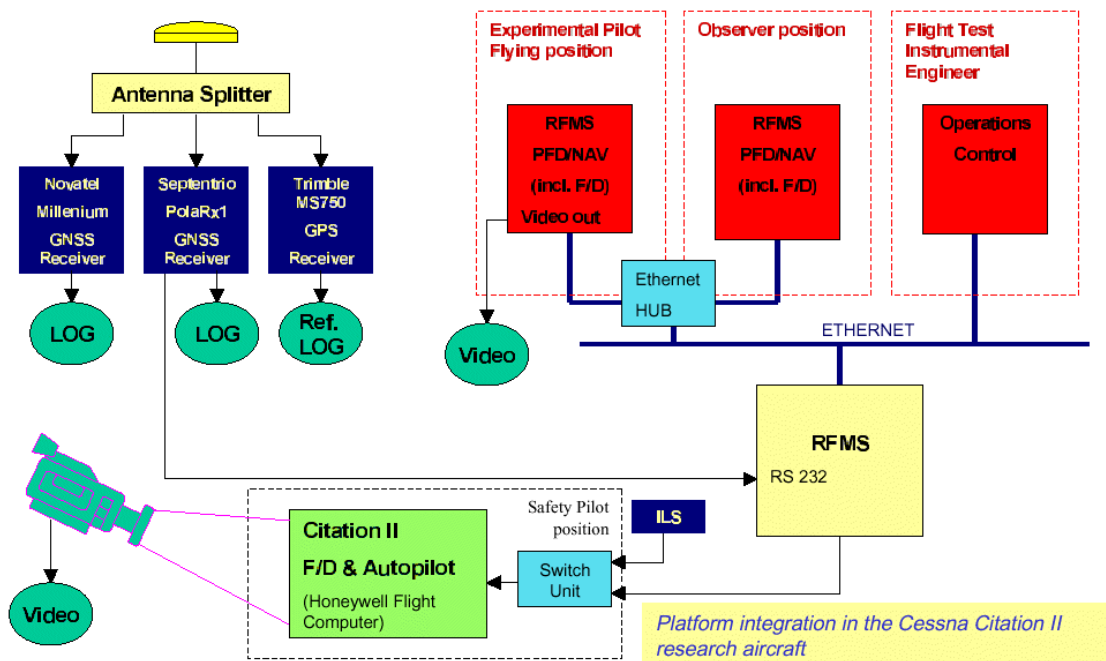 Antenna Splitter
Novatel
Millenium
GNSS
Receiver
Septentrio
PolaRx1
GNSS
Receiver
Trimble
MS750
GPS
Receiver
LOG
LOG
Ref.
LOG
Experimental Pilot
Flying position
RFMS
PFD/NAV
(incl. F/D)
Video out
Observer position
RFMS
PFD/NAV
(incl. F/D)
Flight Test
Instrumental
Engineer
Operations
Control
Ethernet
HUB
ETHERNET
Video
RFMS
RS 232
Safety Pilot
position
ILS
Citation II
F/D & Autopilot
(Honeywell Flight
Computer)
Switch
Unit
Video
Platform integration in the Cessna Citation II
research aircraft